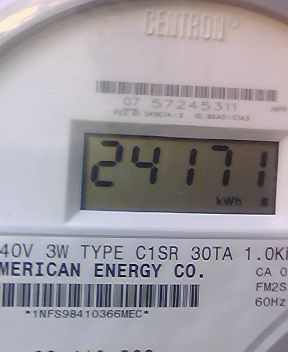 CENTRON®
07 57245311
24171
kWh
40V 3W TYPE C1SR 30TA 1.0K
MERICAN ENERGY CO.
CA 0
FM2S
60Hz
*1NFS98410366MEC*